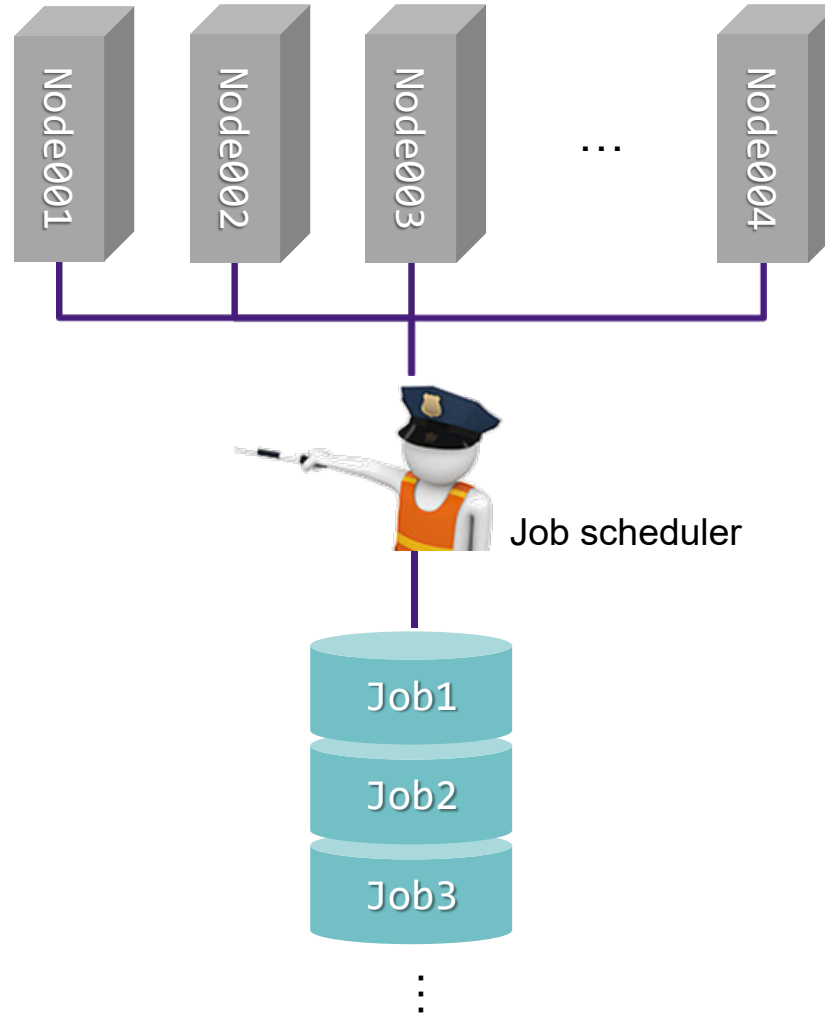 Node001
Node002
Node003
...
Node004
Job scheduler
Job1
Job2
Job3
⋮